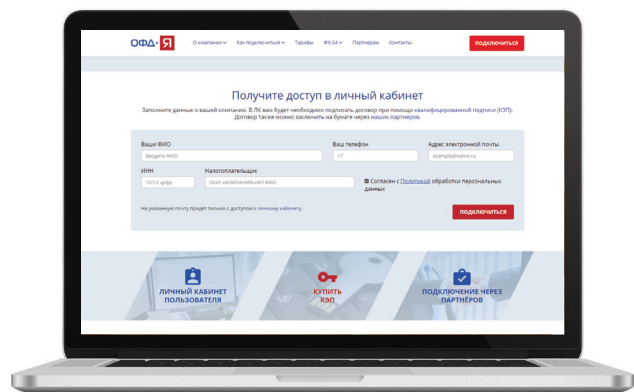 ОФД· Я
О компании Как подключиться Тарифы ФЗ-54 Партнерам Контакты
ПОДКЛЮЧИТЬСЯ
Получите доступ в личный кабинет
Заполните данные о вашей компании. В ЛК вам будет необходимо подписать договор при помощи квалифицированной подписи (КЭП).
Договор также можно заключить на бумаге через наших партнеров.
Ваши ФИО Ваш телефон Адрес электронной почты
Введите ФИО +7 example@name.ru
ИНН Налогоплательщик
10/12 цифр ООО «КОМПАНИЯ»/ИП ФИО
Согласен с Политикой обработки персональных
данных
На указанную почту придёт письмо с доступом к личному кабинету.
ПОДКЛЮЧИТЬСЯ
ЛИЧНЫЙ КАБИНЕТ
ПОЛЬЗОВАТЕЛЯ
КУПИТЬ
КЭП
ПОДКЛЮЧЕНИЕ ЧЕРЕЗ
ПАРТНЁРОВ